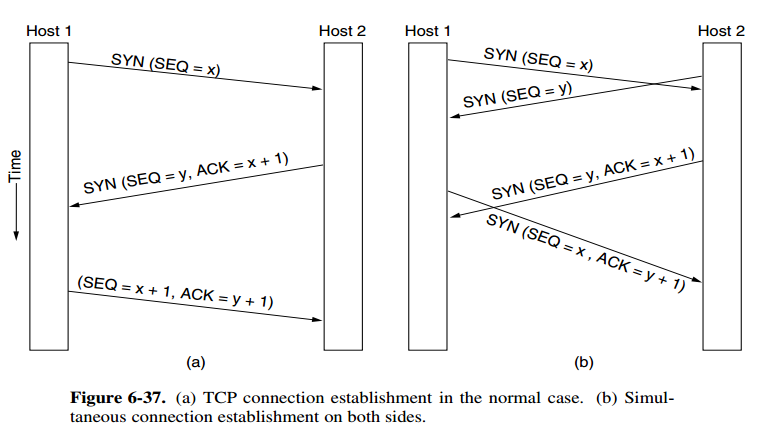 Host 1
Host 2
SYN (SEQ = x)
SYN (SEQ = y, ACK = x + 1)
(SEQ = x + 1, ACK = y + 1)
Time
(a)
Host 1
Host 2
SYN (SEQ = x)
SYN (SEQ = y)
SYN (SEQ = y, ACK = x + 1)
SYN (SEQ = x , ACK = y + 1)
(b)
Figure 6-37. (a) TCP connection establishment in the normal case. (b) Simul-
taneous connection establishment on both sides.